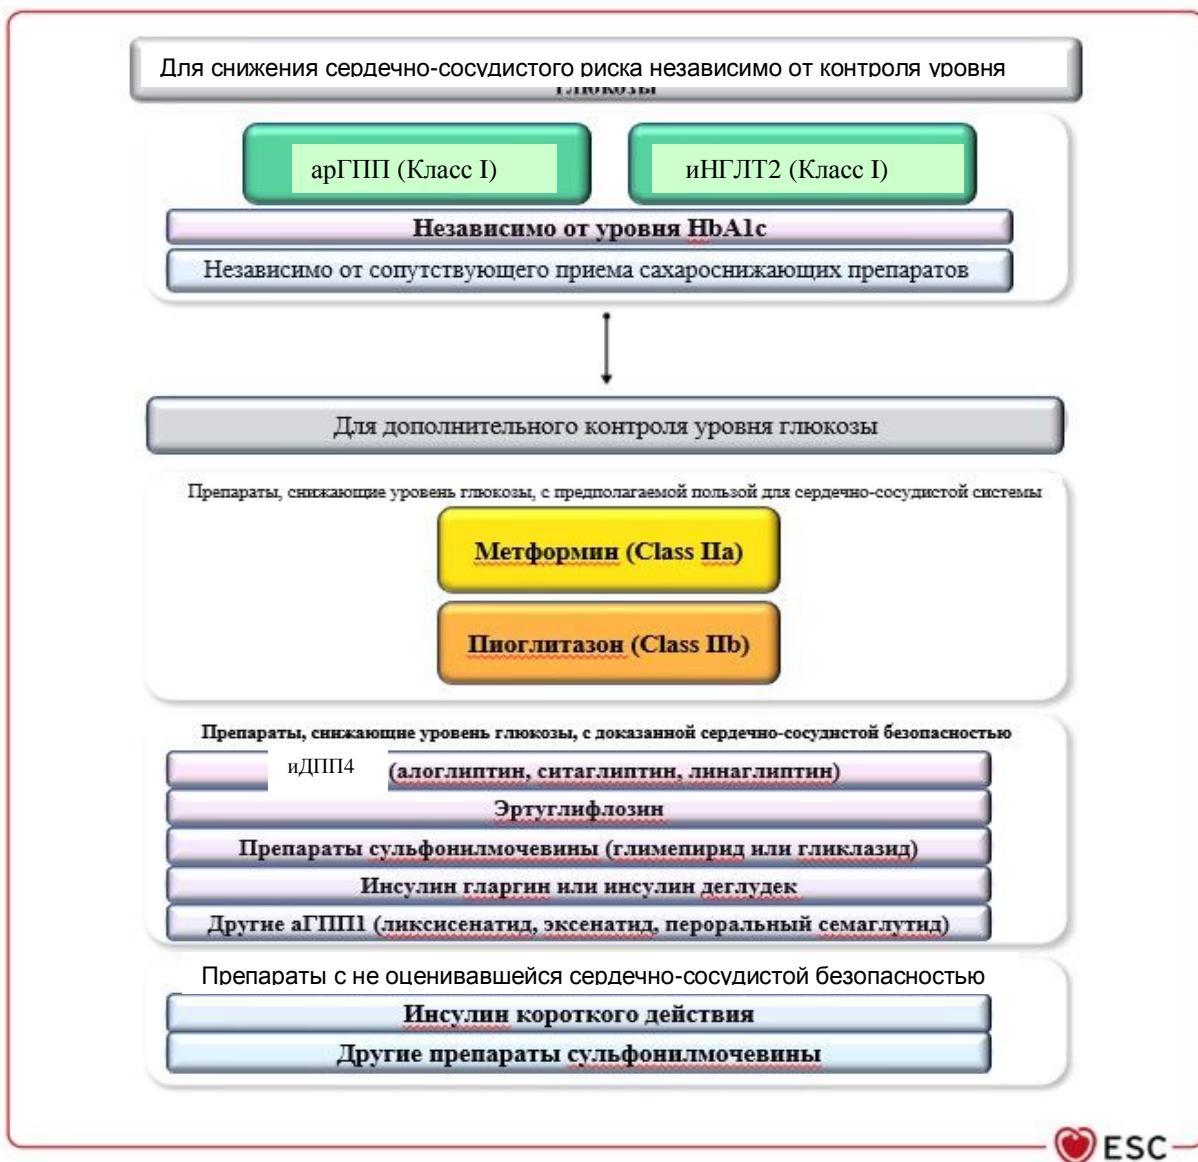 Для снижения сердечно-сосудистого риска независимо от контроля уровня
глюкозы
арГПП (Класс I)
иНГЛТ2 (Класс I)
Независимо от уровня HbA1c
Независимо от сопутствующего приема сахароснижающих препаратов
Для дополнительного контроля уровня глюкозы
Препараты, снижающие уровень глюкозы, с предполагаемой пользой для сердечно-сосудистой системы
Метформин (Class IIa)
Пиоглитазон (Class IIb)
Препараты, снижающие уровень глюкозы, с доказанной сердечно-сосудистой безопасностью
иДПП4 (алоглиптин, ситаглиптин, линаглиптин)
Эртуглифлозин
Препараты сульфонилмочевины (глимепирид или гликлазид)
Инсулин гларгин или инсулин деглудек
Другие аГПП1 (ликсисенатид, эксенатид, пероральный семаглутид)
Препараты с не оценивавшейся сердечно-сосудистой безопасностью
Инсулин короткого действия
Другие препараты сульфонилмочевины
ESC